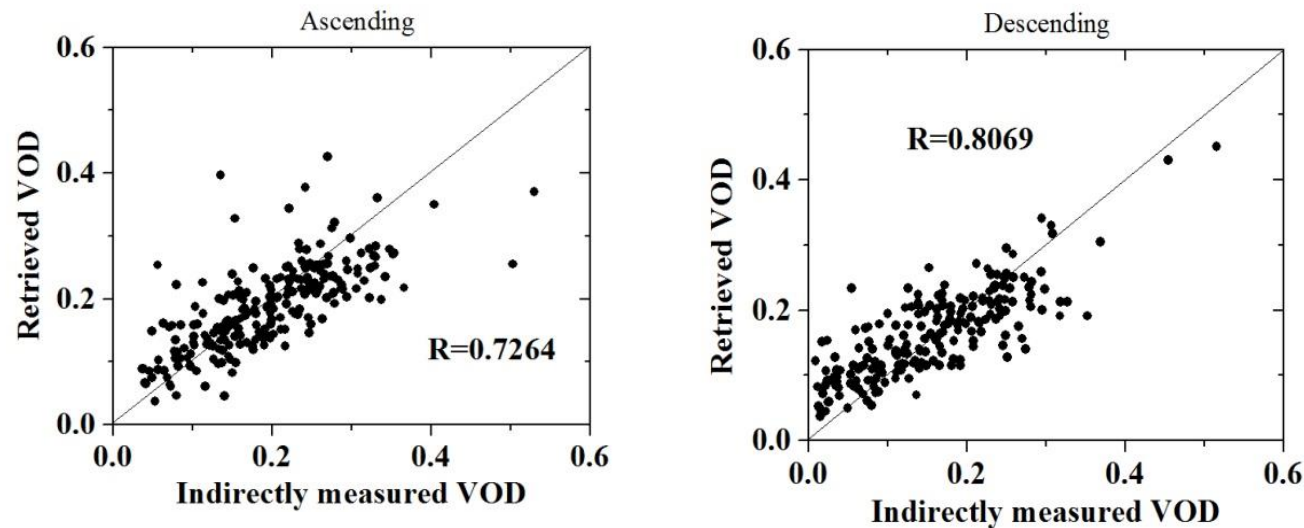 Ascending
0.6
0.4
0.2
0.0
Retrieved VOD
R=0.7264
0.0 0.2 0.4 0.6
Indirectly measured VOD
Descending
0.6
0.4
0.2
0.0
Retrieved VOD
R=0.8069
0.0 0.2 0.4 0.6
Indirectly measured VOD